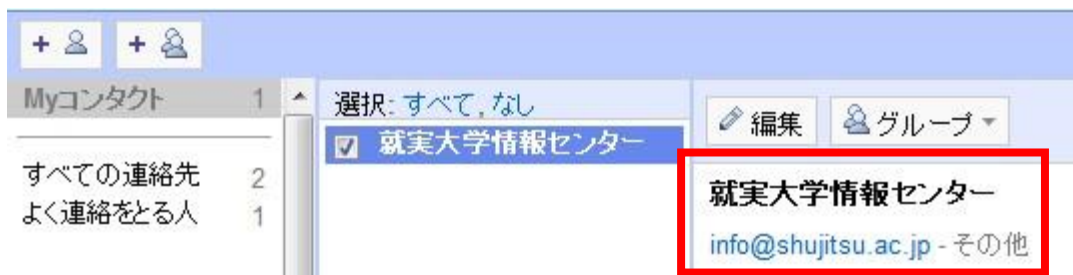 Myコンタクト 1
すべての連絡先 2
よく連絡をとる人 1
選択: すべて, なし
就実大学情報センター
編集 グループ
就実大学情報センター
info@shujitsu.ac.jp - その他